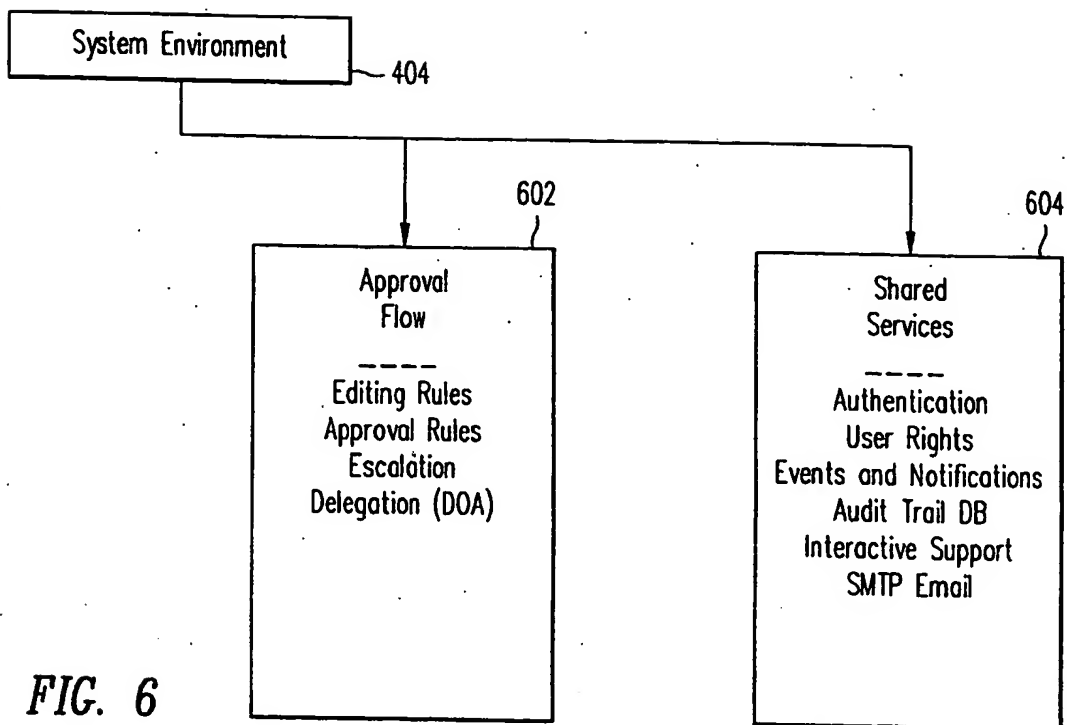 System Environment
404
602
604
Approval
Flow
Editing Rules
Approval Rules
Escalation
Delegation (DOA)
Shared
Services
Authentication
User Rights
Events and Notifications
Audit Trail DB
Interactive Support
SMTP Email
FIG. 6